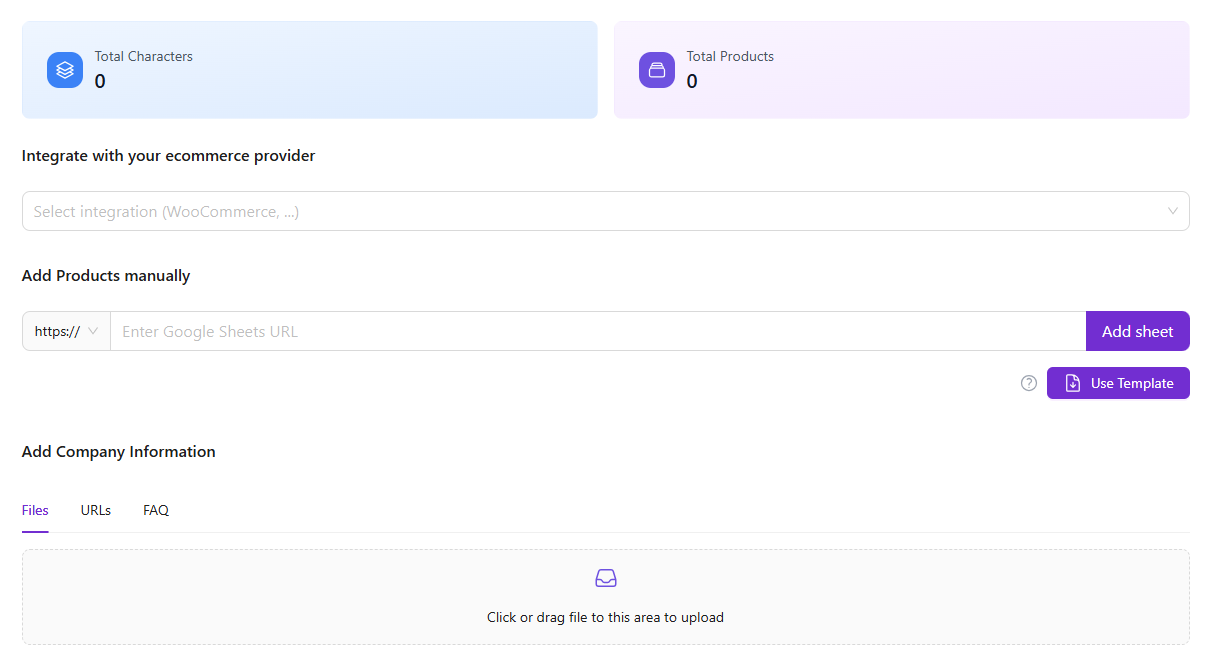 Total Characters
0
Total Products
0
Integrate with your ecommerce provider
Select integration (WooCommerce, ...)
Add Products manually
https:// Enter Google Sheets URL Add sheet
Use Template
Add Company Information
Files URLs FAQ
Click or drag file to this area to upload